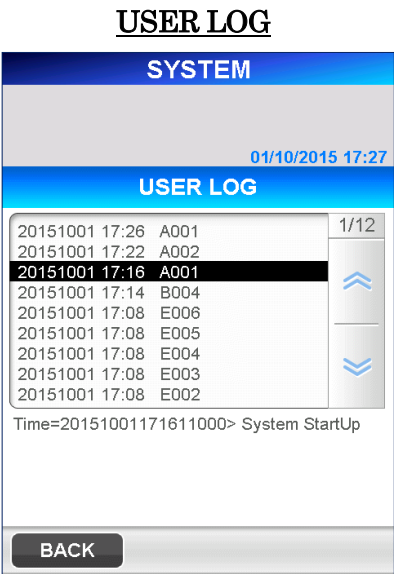 USER LOG
SYSTEM
01/10/2015 17:27
USER LOG
1/12
20151001 17:26 A001
20151001 17:22 A002
20151001 17:16 A001
20151001 17:14 B004
20151001 17:08 E006
20151001 17:08 E005
20151001 17:08 E004
20151001 17:08 E003
20151001 17:08 E002
Time=20151001171611000> System StartUp
BACK